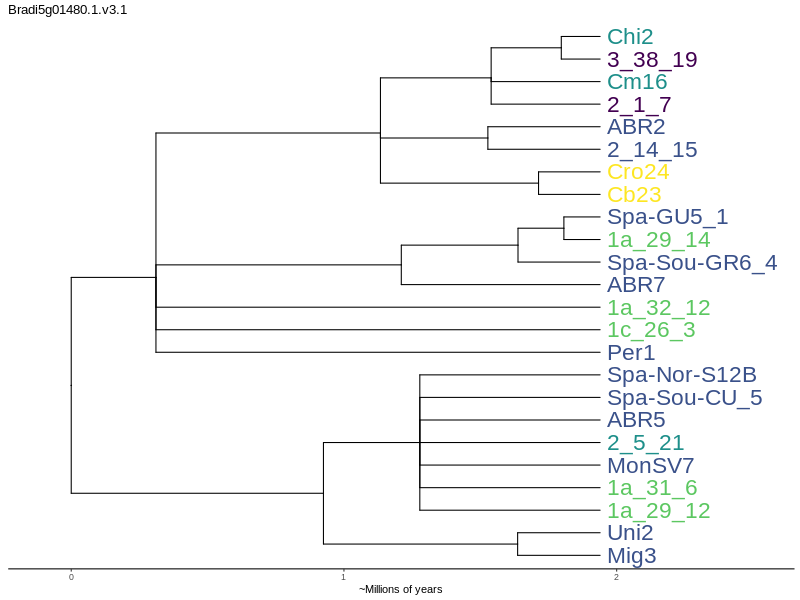 Bradi5g01480.1.v3.1
Chi2
3_38_19
Cm16
2_1_7
ABR2
2_14_15
Cro24
Cb23
Spa-GU5_1
1a_29_14
Spa-Sou-GR6_4
ABR7
1a_32_12
1c_26_3
Per1
Spa-Nor-S12B
Spa-Sou-CU_5
ABR5
2_5_21
MonSV7
1a_31_6
1a_29_12
Uni2
Mig3
0 1 2
~Millions of years